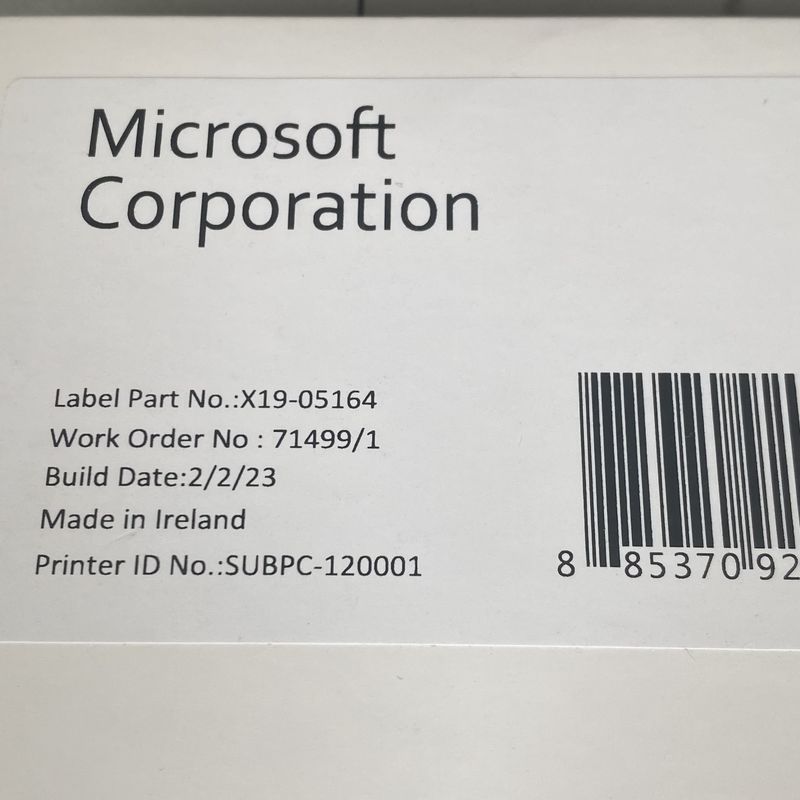 Microsoft
Corporation
Label Part No.:X19-05164
Work Order No : 71499/1
Build Date:2/2/23
Made in Ireland
Printer ID No.:SUBPC-120001
8 85370 92